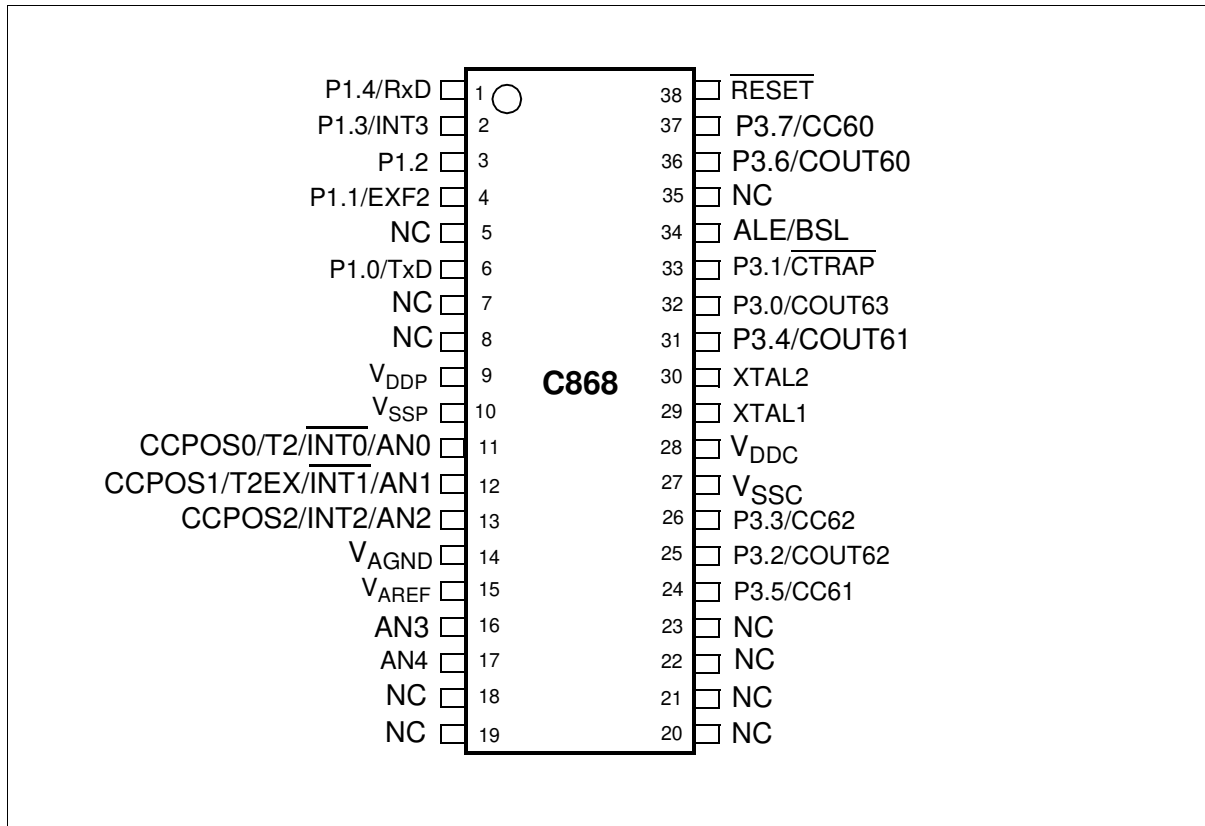 P1.4/RxD 1 38 RESET
P1.3/INT3 2 37 P3.7/CC60
P1.2 3 36 P3.6/COUT60
P1.1/EXF2 4 35 NC
NC 5 34 ALE/BSL
P1.0/TxD 6 33 P3.1/CTRAP
NC 7 32 P3.0/COUT63
NC 8 31 P3.4/COUT61
VDDP 9 C868 30 XTAL2
VSSP 10 29 XTAL1
CCPOS0/T2/INT0/AN0 11 28 VDDC
CCPOS1/T2EX/INT1/AN1 12 27 VSSC
CCPOS2/INT2/AN2 13 26 P3.3/CC62
VAGND 14 25 P3.2/COUT62
VAREF 15 24 P3.5/CC61
AN3 16 23 NC
AN4 17 22 NC
NC 18 21 NC
NC 19 20 NC